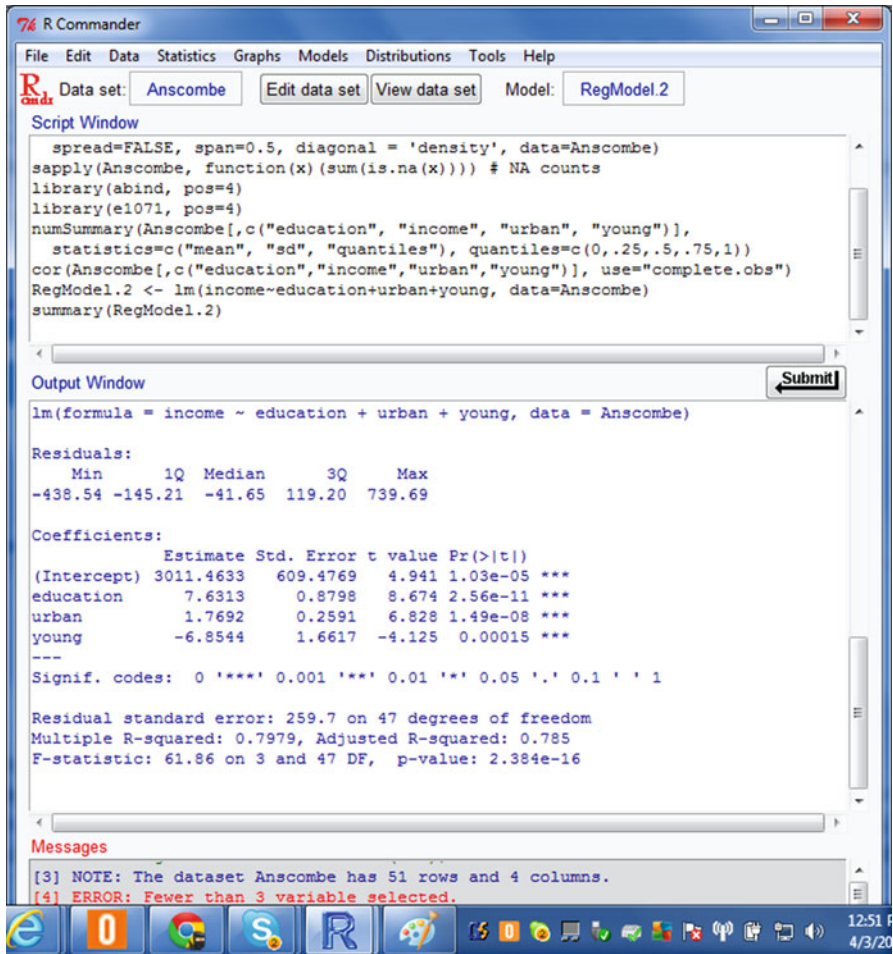 R Commander
File Edit Data Statistics Graphs Models Distributions Tools Help
R cmdr Data set: Anscombe Edit data set View data set Model: RegModel.2
Script Window
  spread=FALSE, span=0.5, diagonal = 'density', data=Anscombe)
sapply(Anscombe, function(x)(sum(is.na(x)))) # NA counts
library(abind, pos=4)
library(e1071, pos=4)
numSummary(Anscombe[,c("education", "income", "urban", "young")],
  statistics=c("mean", "sd", "quantiles"), quantiles=c(0,.25,.5,.75,1))
cor(Anscombe[,c("education","income","urban","young")], use="complete.obs")
RegModel.2 <- lm(income~education+urban+young, data=Anscombe)
summary(RegModel.2)
Output Window Submit
lm(formula = income ~ education + urban + young, data = Anscombe)
Residuals:
    Min      1Q  Median      3Q     Max
-438.54 -145.21  -41.65  119.20  739.69
Coefficients:
             Estimate Std. Error t value Pr(>|t|)
(Intercept) 3011.4633   609.4769   4.941 1.03e-05 ***
education      7.6313     0.8798   8.674 2.56e-11 ***
urban          1.7692     0.2591   6.828 1.49e-08 ***
young         -6.8544     1.6617  -4.125  0.00015 ***
---
Signif. codes:  0 '***' 0.001 '**' 0.01 '*' 0.05 '.' 0.1 ' ' 1
Residual standard error: 259.7 on 47 degrees of freedom
Multiple R-squared: 0.7979, Adjusted R-squared: 0.785
F-statistic: 61.86 on 3 and 47 DF,  p-value: 2.384e-16
Messages
[3] NOTE: The dataset Anscombe has 51 rows and 4 columns.
[4] ERROR: Fewer than 3 variable selected.
12:51
4/3/20